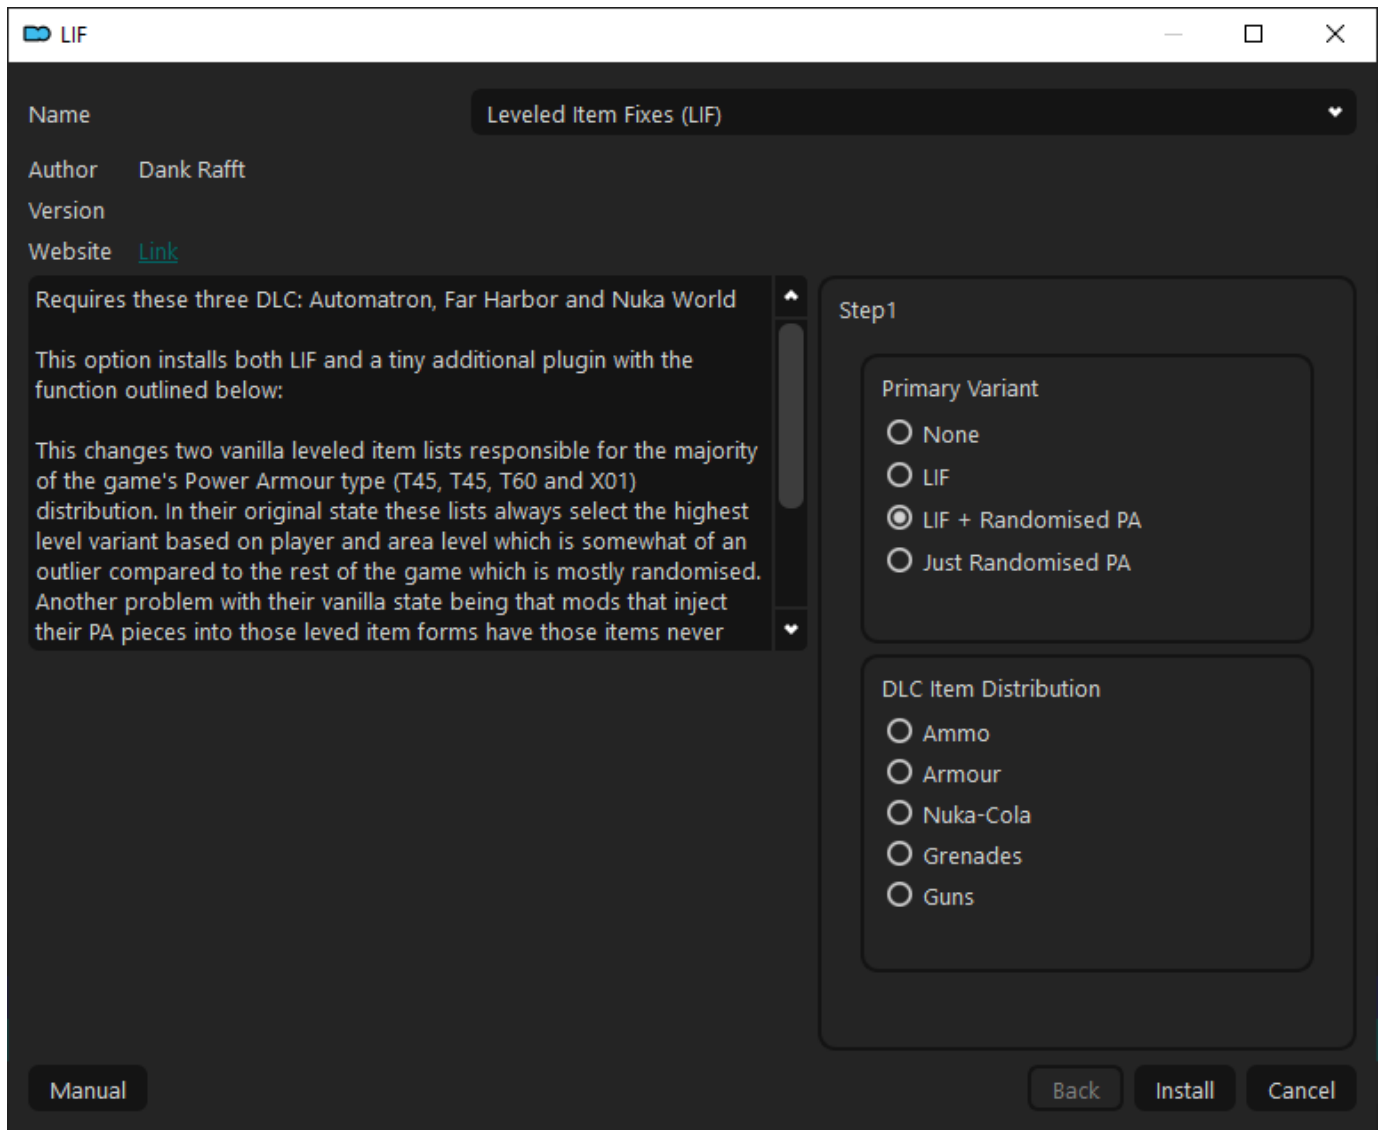 LIF
Name
Leveled Item Fixes (LIF)
Author Dank Rafft
Version
Website Link
Requires these three DLC: Automatron, Far Harbor and Nuka World
This option installs both LIF and a tiny additional plugin with the
function outlined below:
This changes two vanilla leveled item lists responsible for the majority
of the game's Power Armour type (T45, T45, T60 and X01)
distribution. In their original state these lists always select the highest
level variant based on player and area level which is somewhat of an
outlier compared to the rest of the game which is mostly randomised.
Another problem with their vanilla state being that mods that inject
their PA pieces into those leved item forms have those items never
Step1
Primary Variant
None
LIF
LIF + Randomised PA
Just Randomised PA
DLC Item Distribution
Ammo
Armour
Nuka-Cola
Grenades
Guns
Manual
Back
Install
Cancel